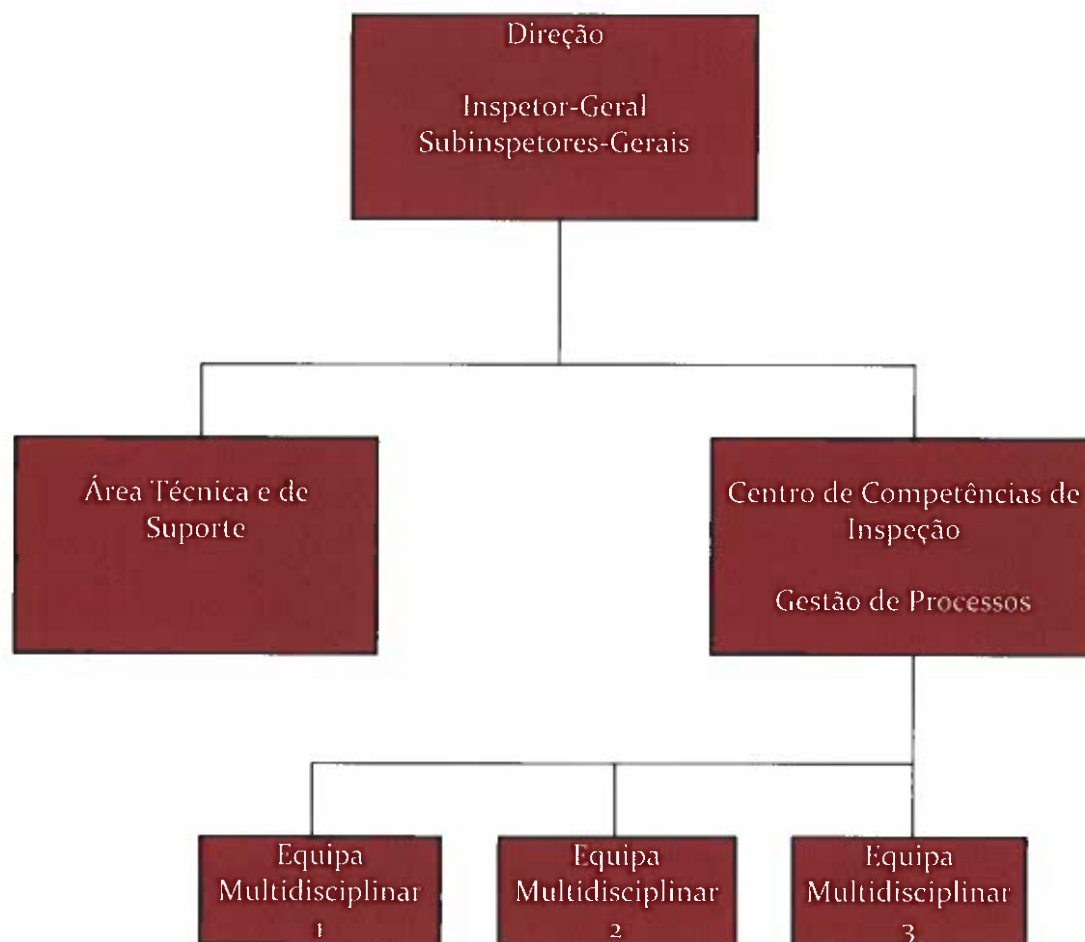 Direção
Inspetor-Geral
Subinspetores-Gerais
Área Técnica e de
Suporte
Centro de Competências de
Inspeção
Gestão de Processos
Equipa
Multidisciplinar
1
Equipa
Multidisciplinar
2
Equipa
Multidisciplinar
3